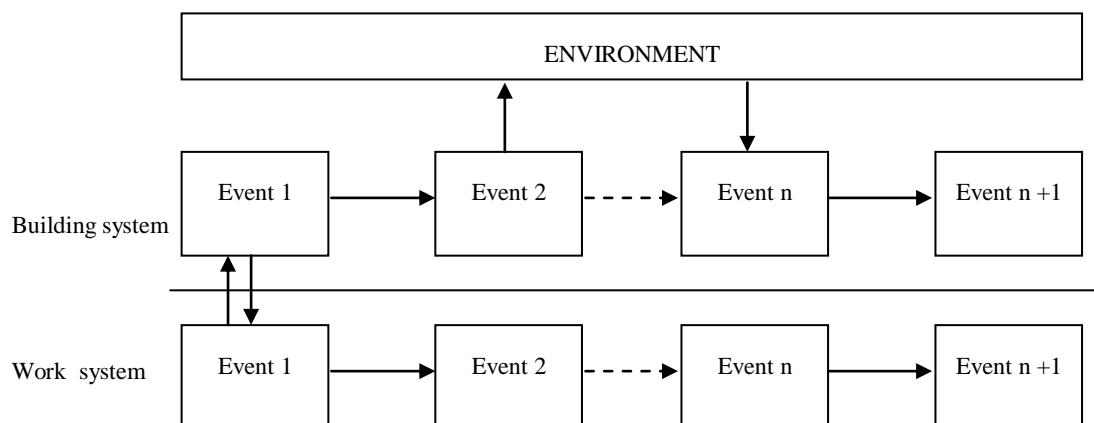 ENVIRONMENT
Event 1
Event 2
Event n
Event n +1
Building system
Event 1
Event 2
Event n
Event n +1
Work system